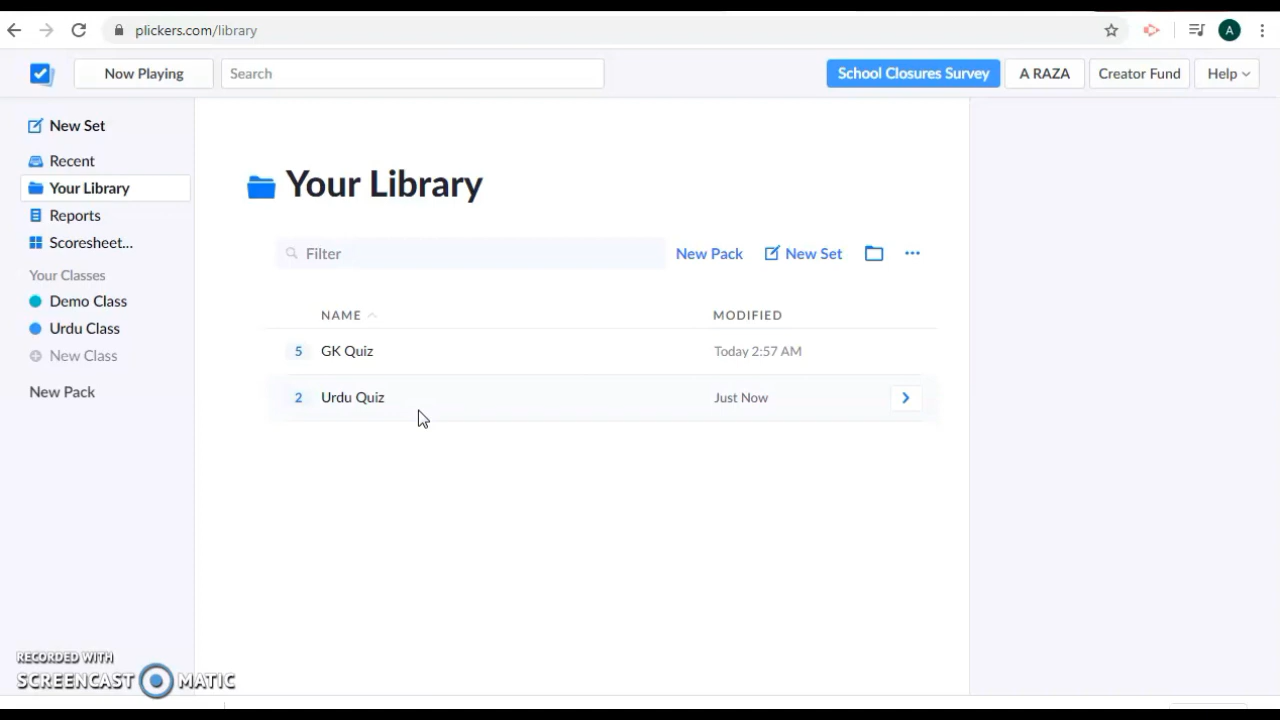 plickers.com/library
A
Now Playing
Search
School Closures Survey
A RAZA
Creator Fund
Help
New Set
Recent
Your Library
Reports
Scoresheet...
Your Classes
Demo Class
Urdu Class
New Class
New Pack
Your Library
Filter
New Pack
New Set
NAME
MODIFIED
5 GK Quiz Today 2:57 AM
2 Urdu Quiz Just Now
RECORDED WITH
SCREENCAST MATIC